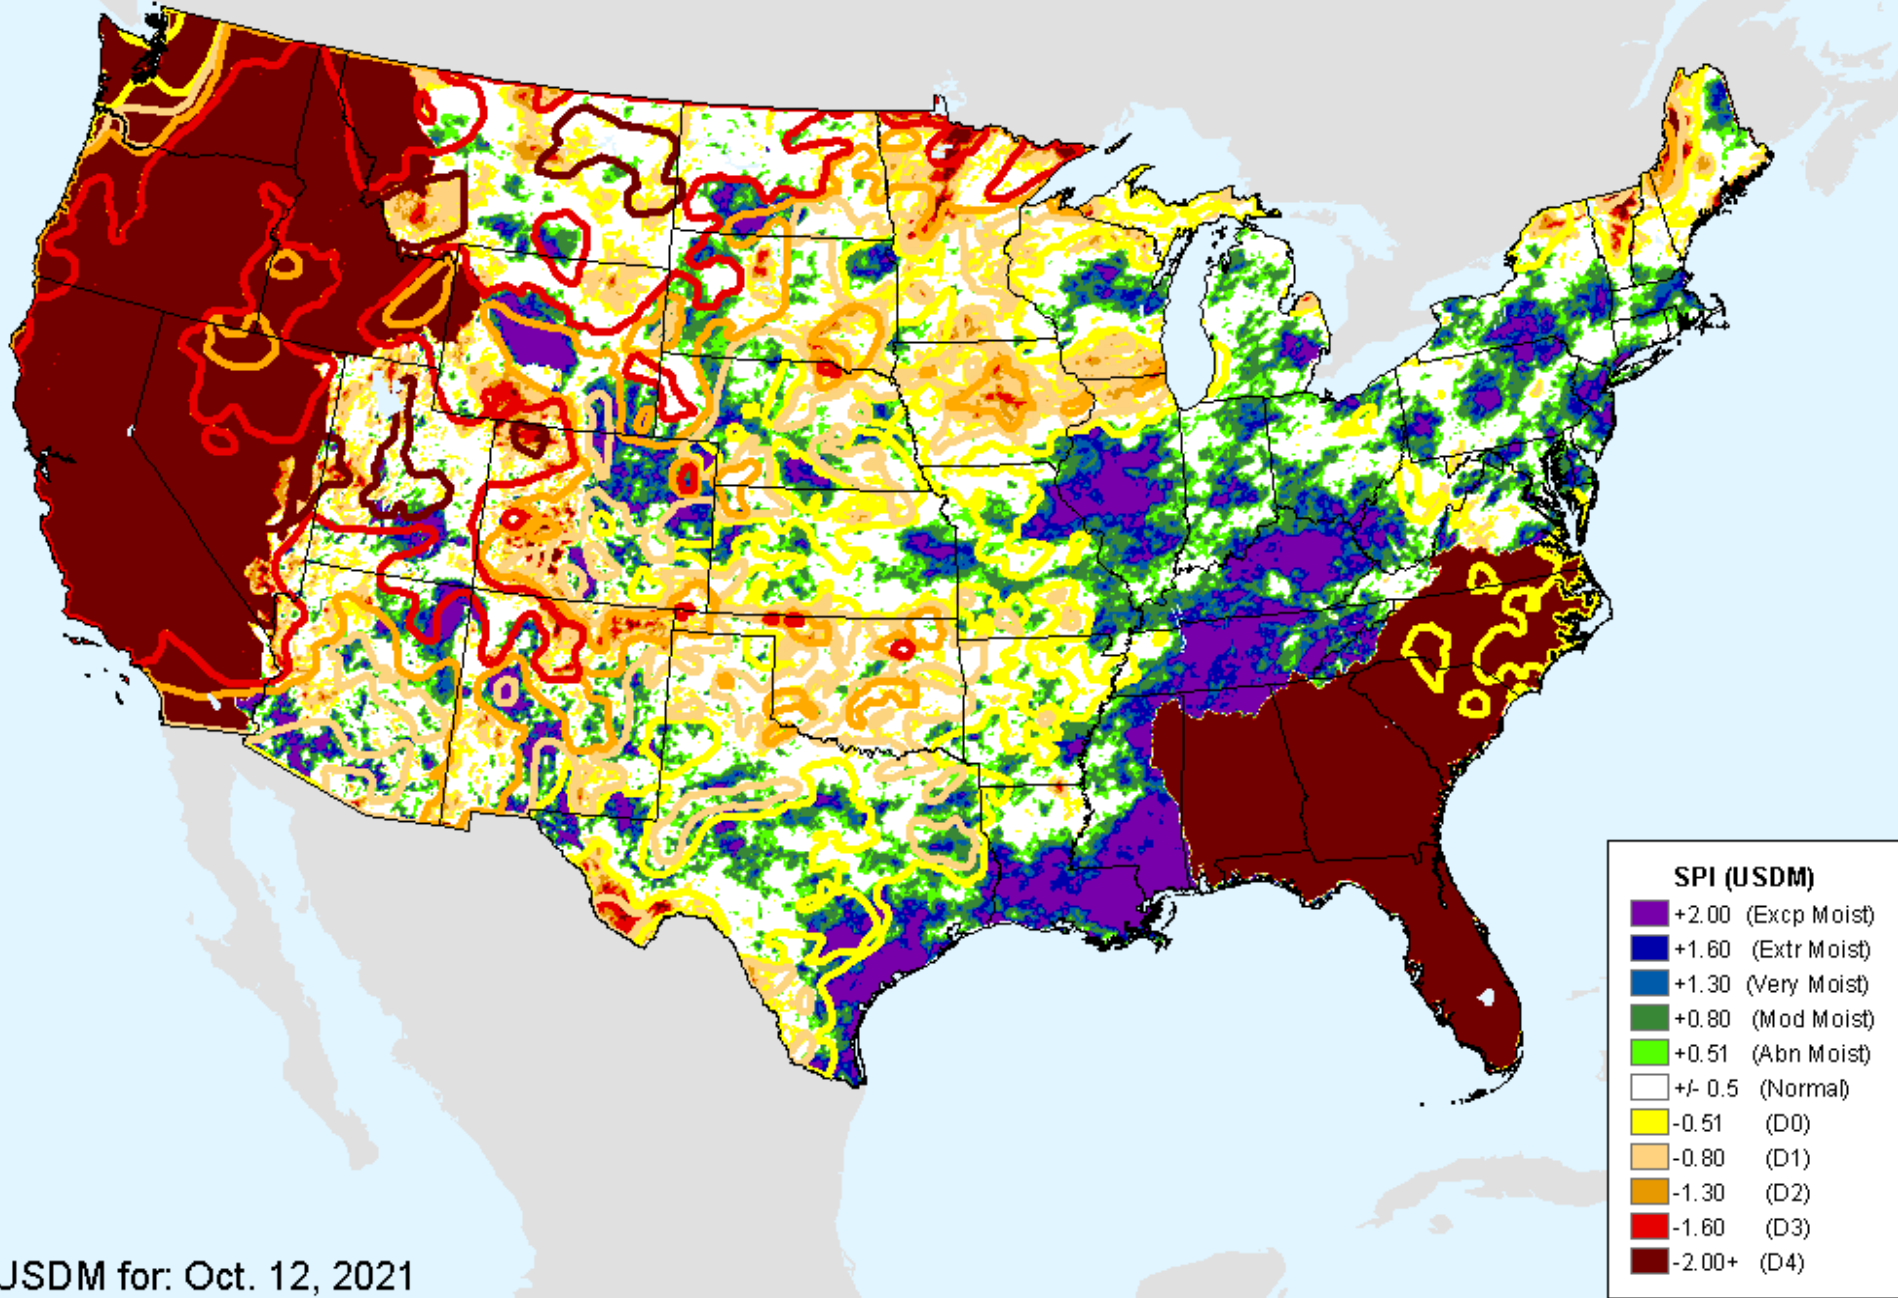 SPI (USDM)
+2.00 (Excp Moist)
+1.60 (Extr Moist)
+1.30 (Very Moist)
+0.80 (Mod Moist)
+0.51 (Abn Moist)
+/- 0.5 (Normal)
-0.51 (D0)
-0.80 (D1)
-1.30 (D2)
-1.60 (D3)
-2.00+ (D4)
USDM for: Oct. 12, 2021